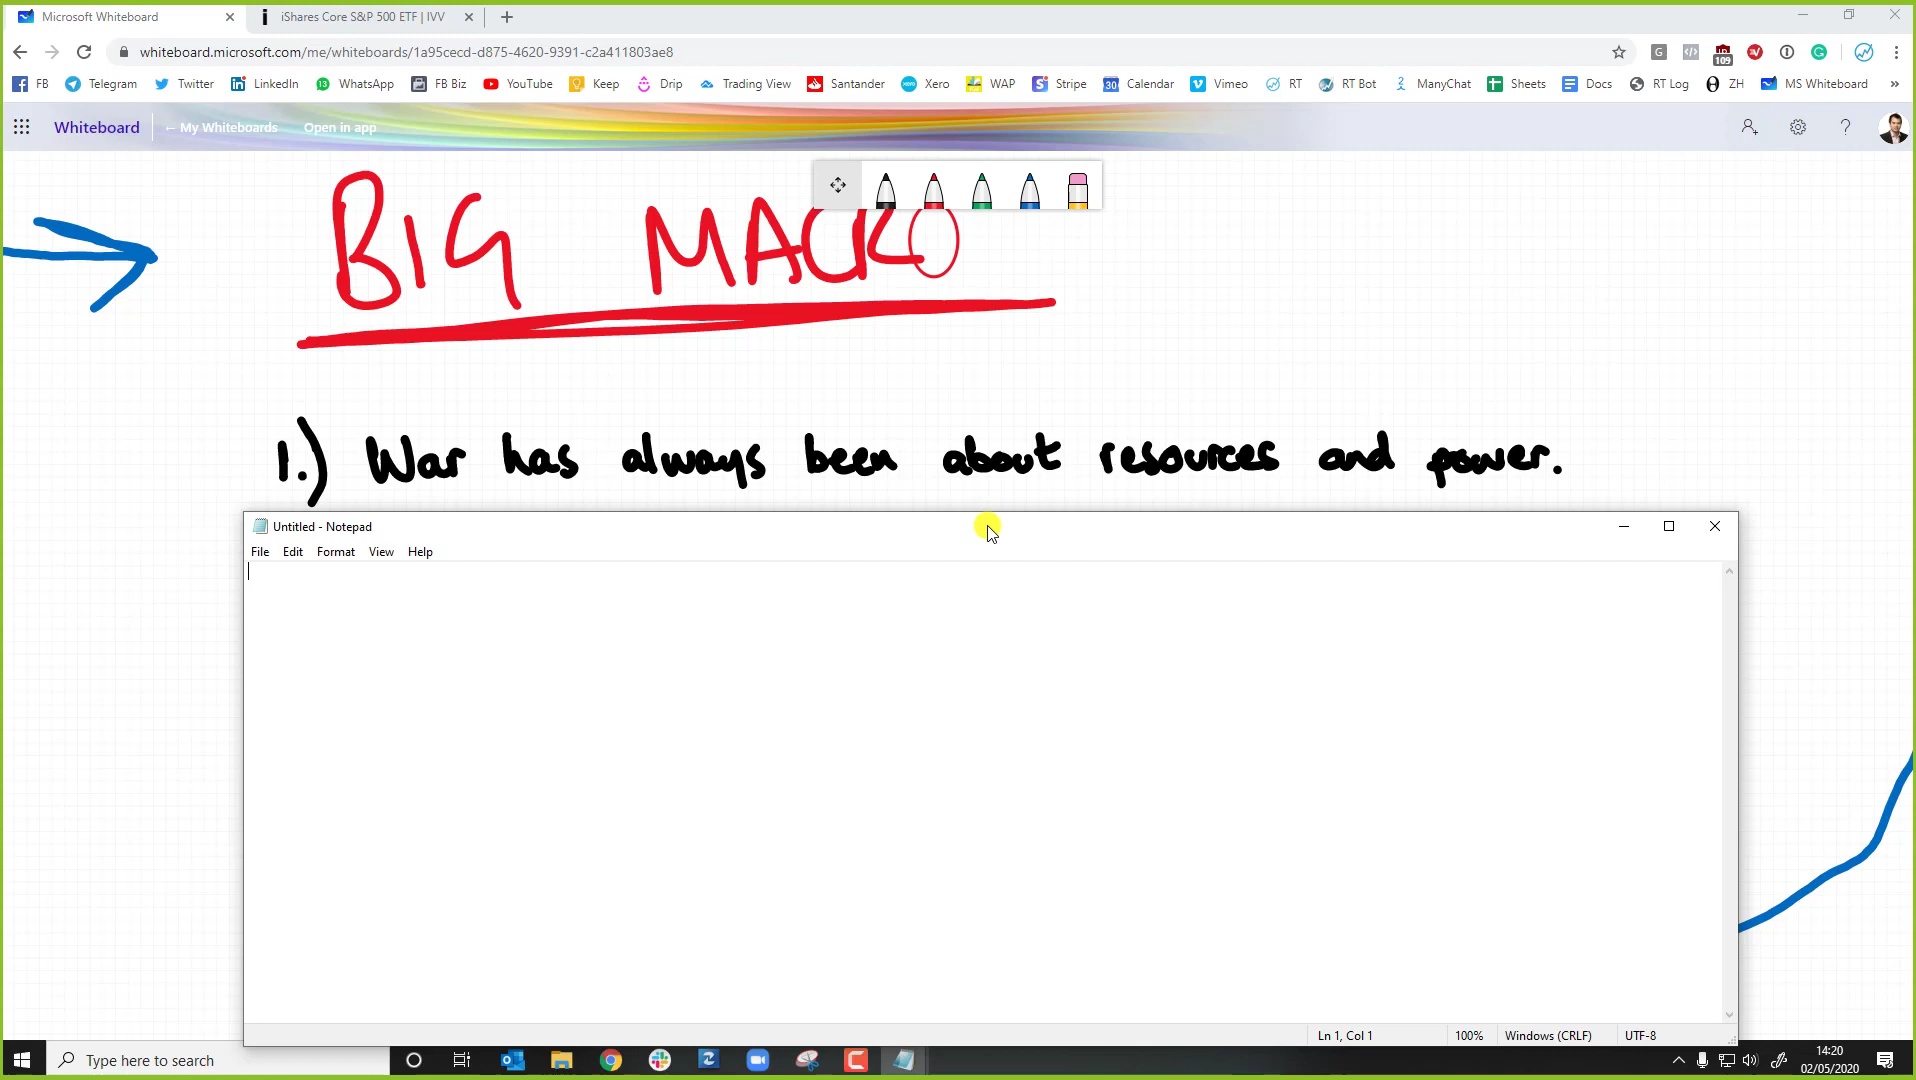 Microsoft Whiteboard
iShares Core S&P 500 ETF | IVV
whiteboard.microsoft.com/me/whiteboards/1a95cecd-d875-4620-9391-c2a411803ae8
109
FB Telegram Twitter LinkedIn 13 WhatsApp FB Biz YouTube Keep Drip Trading View Santander Xero WAP Stripe 30 Calendar Vimeo RT RT Bot ManyChat Sheets Docs RT Log ZH MS Whiteboard »
Whiteboard ← My Whiteboards Open in app
BIG MACRO
1.) War has always been about resources and power.
Untitled - Notepad
File Edit Format View Help
Ln 1, Col 1 100% Windows (CRLF) UTF-8
Type here to search
14:20
02/05/2020